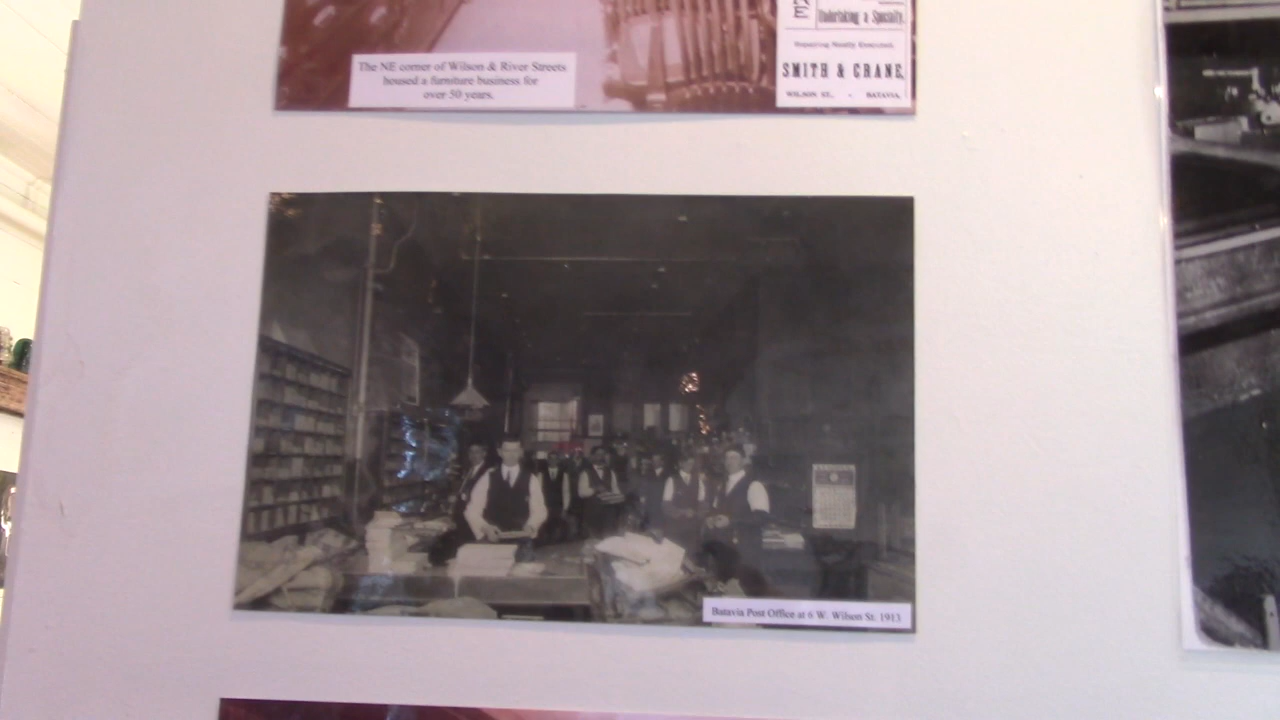 The NE corner of Wilson & River Streets
housed a furniture business for
over 50 years.
Undertaking a Specialty.
Repairing Neatly Executed.
SMITH & CRANE,
WILSON ST., - BATAVIA.
Batavia Post Office at 6 W. Wilson St. 1913